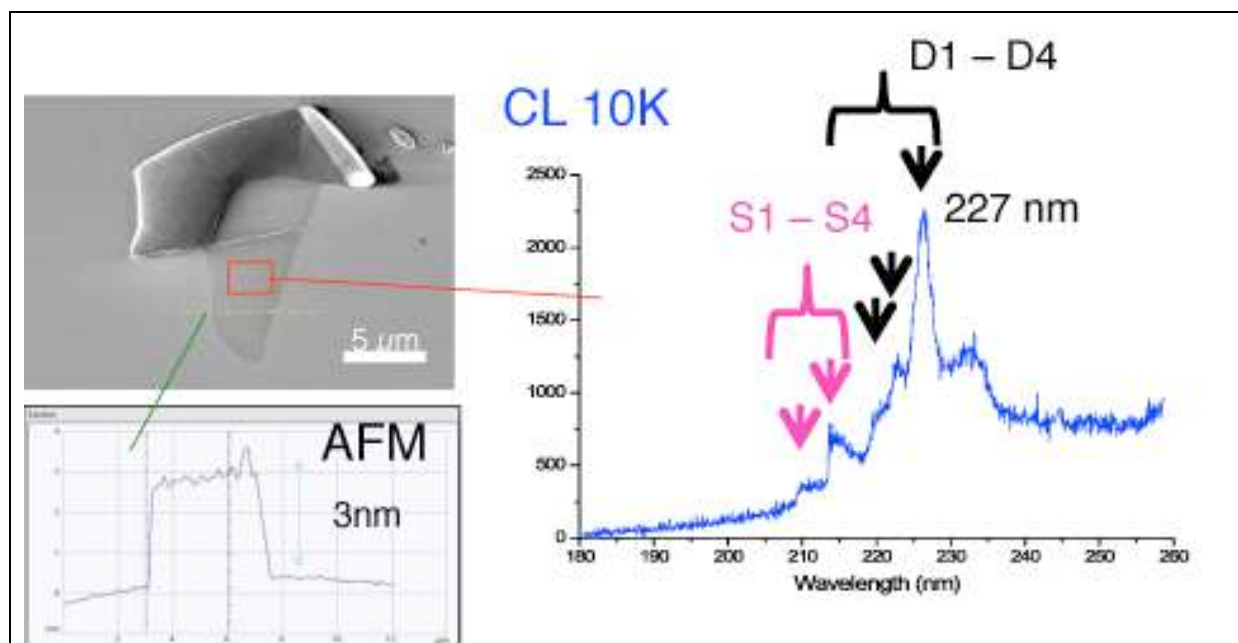 D1 – D4
CL 10K
227 nm
S1 – S4
5 µm
AFM
3nm
2500
2000
1500
1000
500
0
180 190 200 210 220 230 240 250 260
Wavelength (nm)